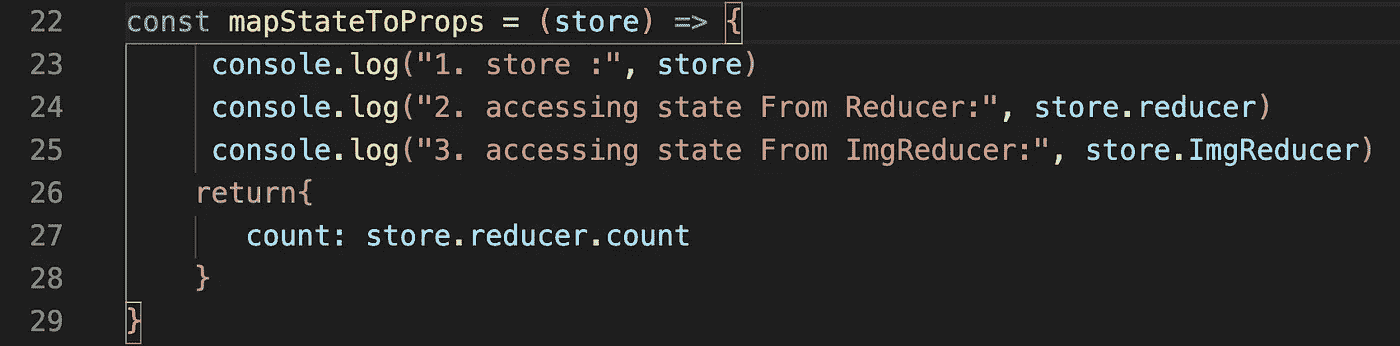 22 const mapStateToProps = (store) => {
23 console.log("1. store :", store)
24 console.log("2. accessing state From Reducer:", store.reducer)
25 console.log("3. accessing state From ImgReducer:", store.ImgReducer)
26 return{
27 count: store.reducer.count
28 }
29 }